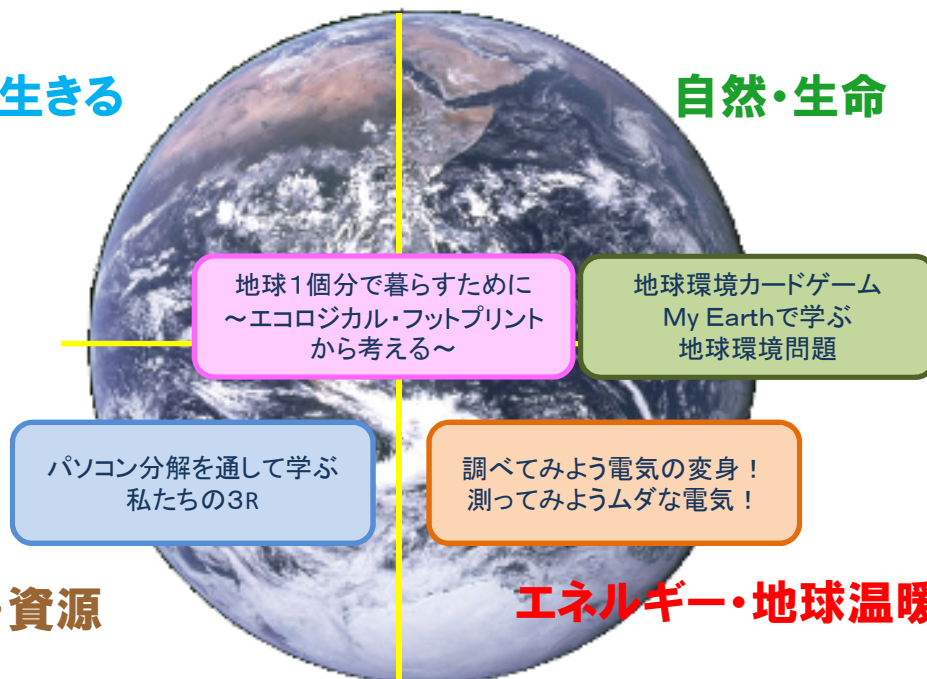 生きる
自然・生命
地球1個分で暮らすために
～エコロジカル・フットプリント
から考える～
地球環境カードゲーム
My Earthで学ぶ
地球環境問題
パソコン分解を通して学ぶ
私たちの3R
調べてみよう電気の変身！
測ってみようムダな電気！
・資源
エネルギー・地球温暖